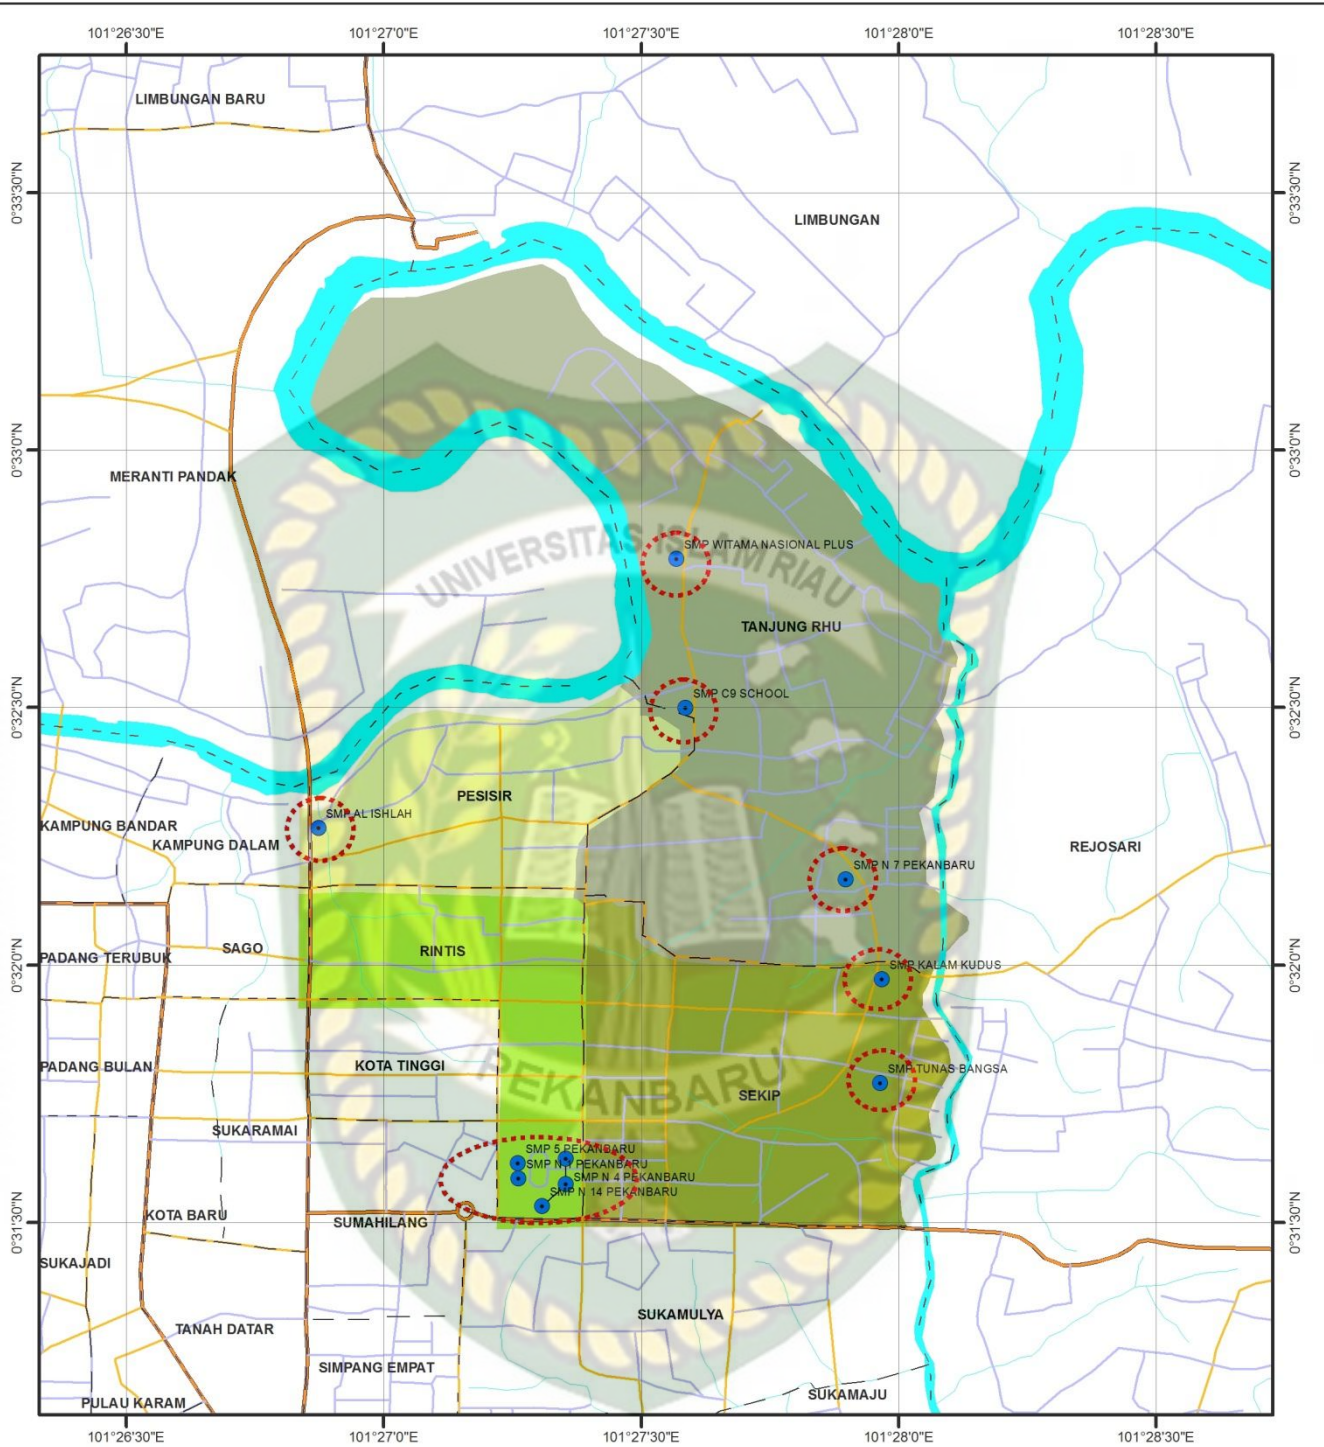 101°26'30"E 101°27'0"E 101°27'30"E 101°28'0"E 101°28'30"E
LIMBUNGAN BARU
0°33'30"N 0°33'30"N
LIMBUNGAN
0°33'0"N 0°33'0"N
MERANTI PANDAK
UNIVERSITAS ISLAM RIAU
SMP WITAMA NASIONAL PLUS
TANJUNG RHU
SMP C9 SCHOOL
0°32'30"N 0°32'30"N
PESISIR
SMP AL ISHLAH
KAMPUNG BANDAR
KAMPUNG DALAM
REJOSARI
SMP N 7 PEKANBARU
SAGO
RINTIS
PADANG TERUBUK
0°32'0"N 0°32'0"N
SMP KALAM KUDUS
PADANG BULAN
KOTA TINGGI
PEKANBARU
SMP TUNAS BANGSA
SEKIP
SUKARAMAI
SMP 5 PEKANBARU
SMP N 1 PEKANBARU
SMP N 4 PEKANBARU
SMP N 14 PEKANBARU
KOTA BARU
SUMAHILANG
0°31'30"N 0°31'30"N
SUKAJADI
SUKAMULYA
TANAH DATAR
SIMPANG EMPAT
SUKAMAJU
PULAU KARAM
101°26'30"E 101°27'0"E 101°27'30"E 101°28'0"E 101°28'30"E